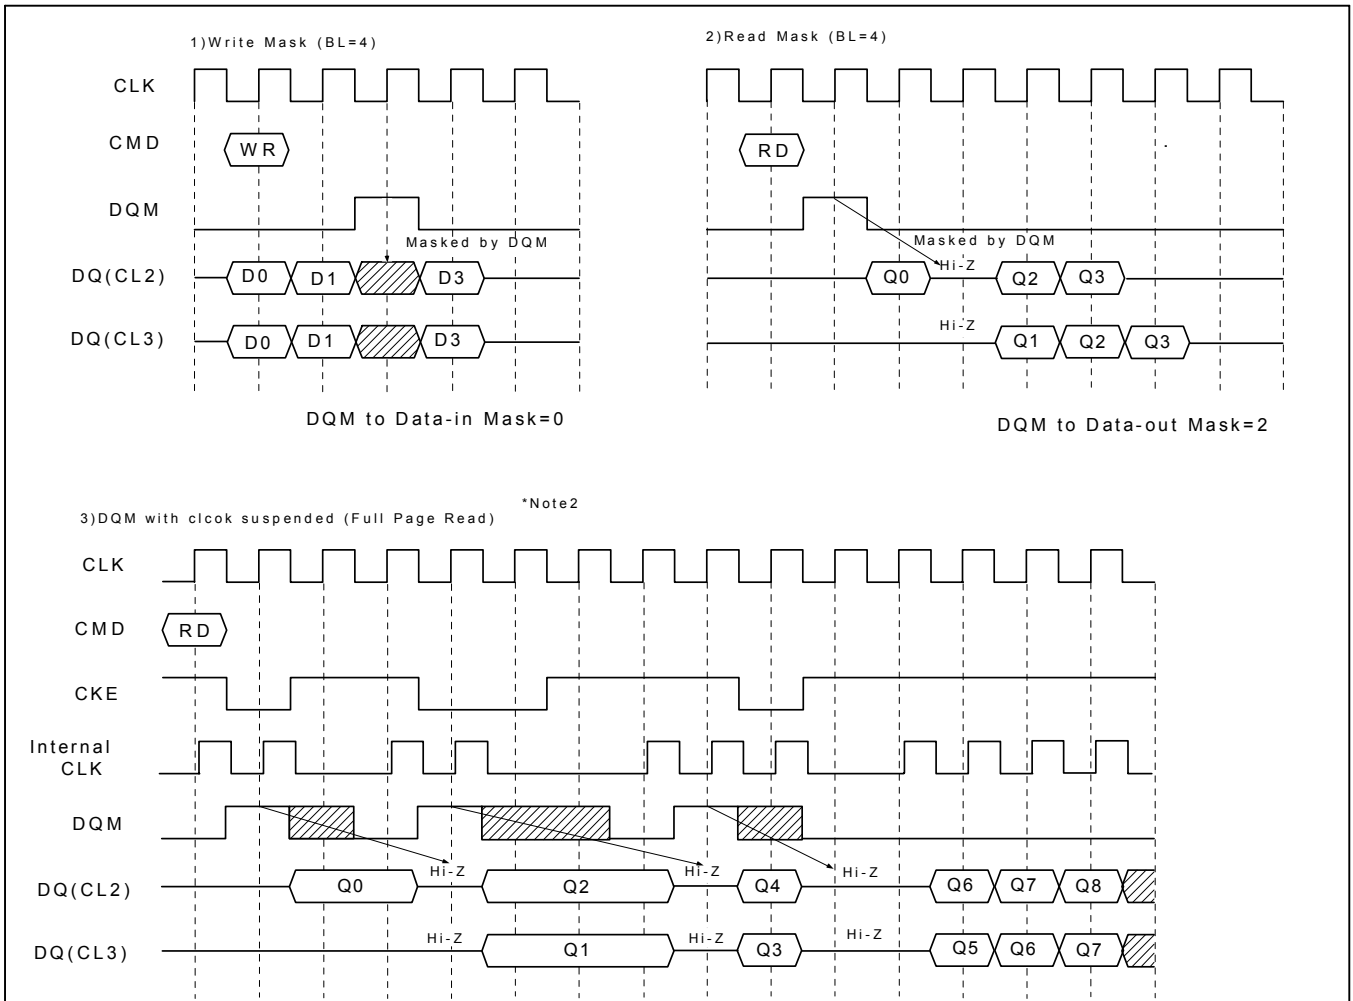 1)Write Mask (BL=4)
2)Read Mask (BL=4)
CLK
CMD WR RD
DQM
Masked by DQM Masked by DQM
DQ(CL2) D0 D1 D3 Q0 Hi-Z Q2 Q3
DQ(CL3) D0 D1 D3 Hi-Z Q1 Q2 Q3
DQM to Data-in Mask=0
DQM to Data-out Mask=2
*Note2
3)DQM with clcok suspended (Full Page Read)
CLK
CMD RD
CKE
Internal
CLK
DQM
DQ(CL2) Q0 Hi-Z Q2 Hi-Z Q4 Hi-Z Q6 Q7 Q8
DQ(CL3) Hi-Z Q1 Hi-Z Q3 Hi-Z Q5 Q6 Q7